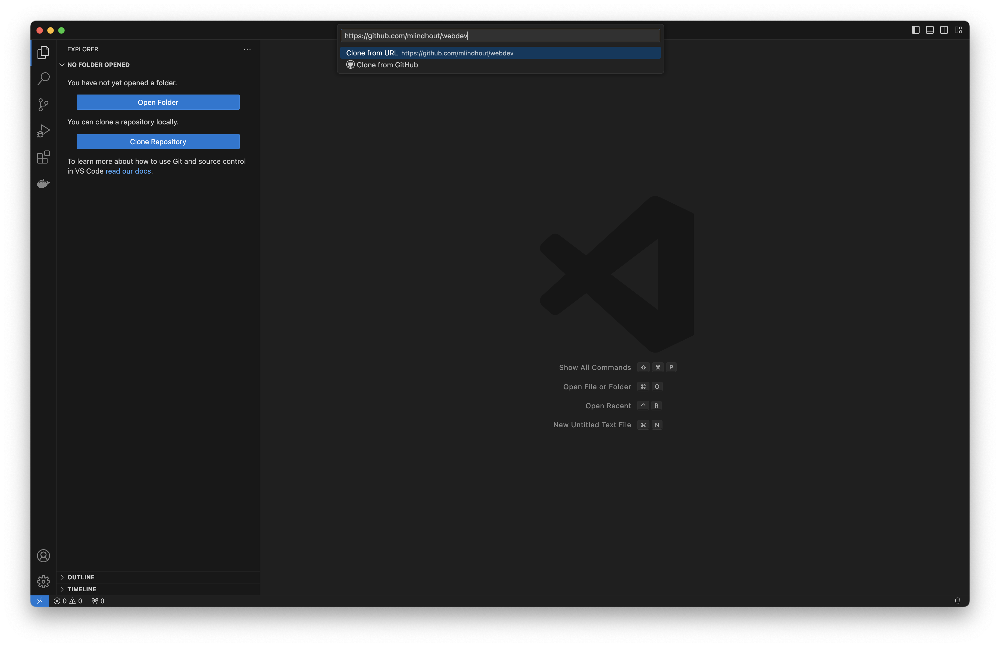 https://github.com/mlindhout/webdev
Clone from URL https://github.com/mlindhout/webdev
Clone from GitHub
EXPLORER
NO FOLDER OPENED
You have not yet opened a folder.
Open Folder
You can clone a repository locally.
Clone Repository
To learn more about how to use Git and source control
in VS Code read our docs.
Show All Commands ⇧ ⌘ P
Open File or Folder ⌘ O
Open Recent ^ R
New Untitled Text File ⌘ N
OUTLINE
TIMELINE
0 0 0